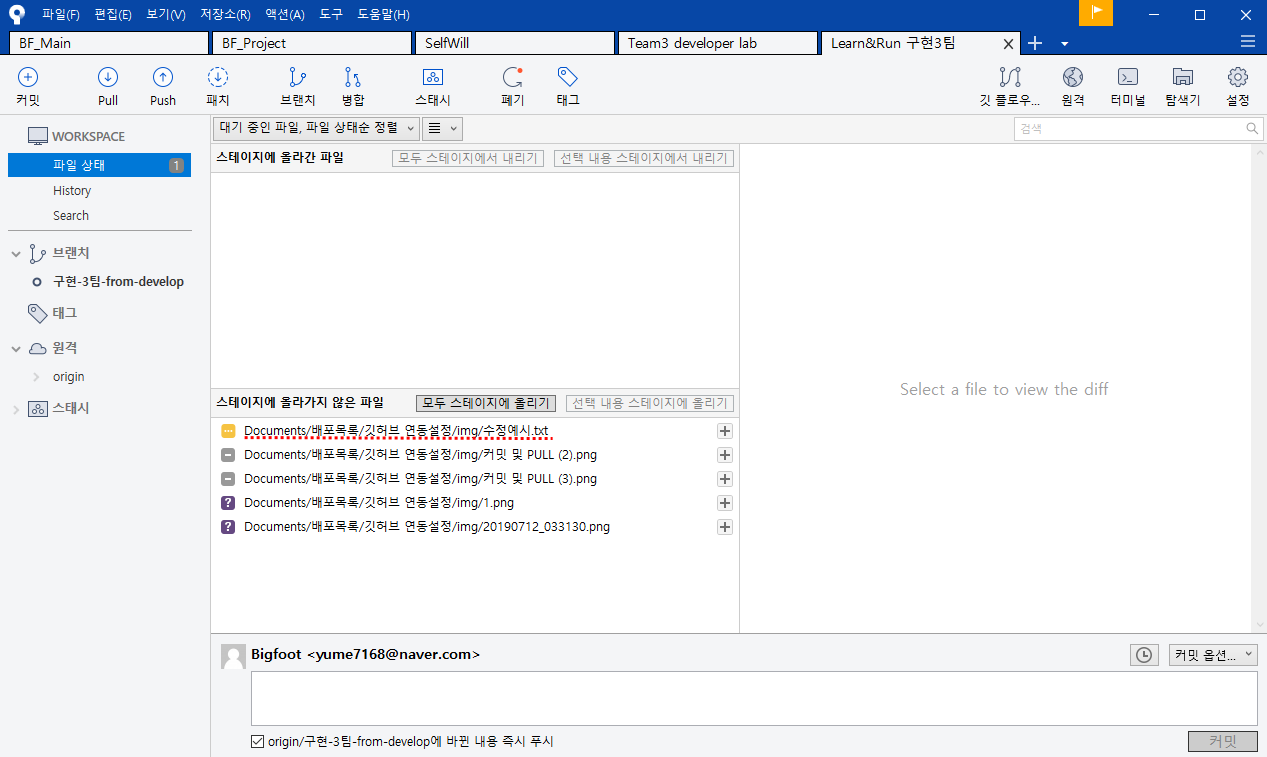 파일(F) 편집(E) 보기(V) 저장소(R) 액션(A) 도구 도움말(H)
BF_Main BF_Project SelfWill Team3 developer lab Learn&Run 구현3팀
커밋 Pull Push 패치 브랜치 병합 스태시 폐기 태그 깃 플로우... 원격 터미널 탐색기 설정
WORKSPACE
파일 상태 1
History
Search
브랜치
구현-3팀-from-develop
태그
원격
origin
스태시
대기 중인 파일, 파일 상태순 정렬
검색
스테이지에 올라간 파일 모두 스테이지에서 내리기 선택 내용 스테이지에서 내리기
스테이지에 올라가지 않은 파일 모두 스테이지에 올리기 선택 내용 스테이지에 올리기
Documents/배포목록/깃허브 연동설정/img/수정예시.txt
Documents/배포목록/깃허브 연동설정/img/커밋 및 PULL (2).png
Documents/배포목록/깃허브 연동설정/img/커밋 및 PULL (3).png
? Documents/배포목록/깃허브 연동설정/img/1.png
? Documents/배포목록/깃허브 연동설정/img/20190712_033130.png
Select a file to view the diff
Bigfoot <yume7168@naver.com>
커밋 옵션...
origin/구현-3팀-from-develop에 바뀐 내용 즉시 푸시
커밋